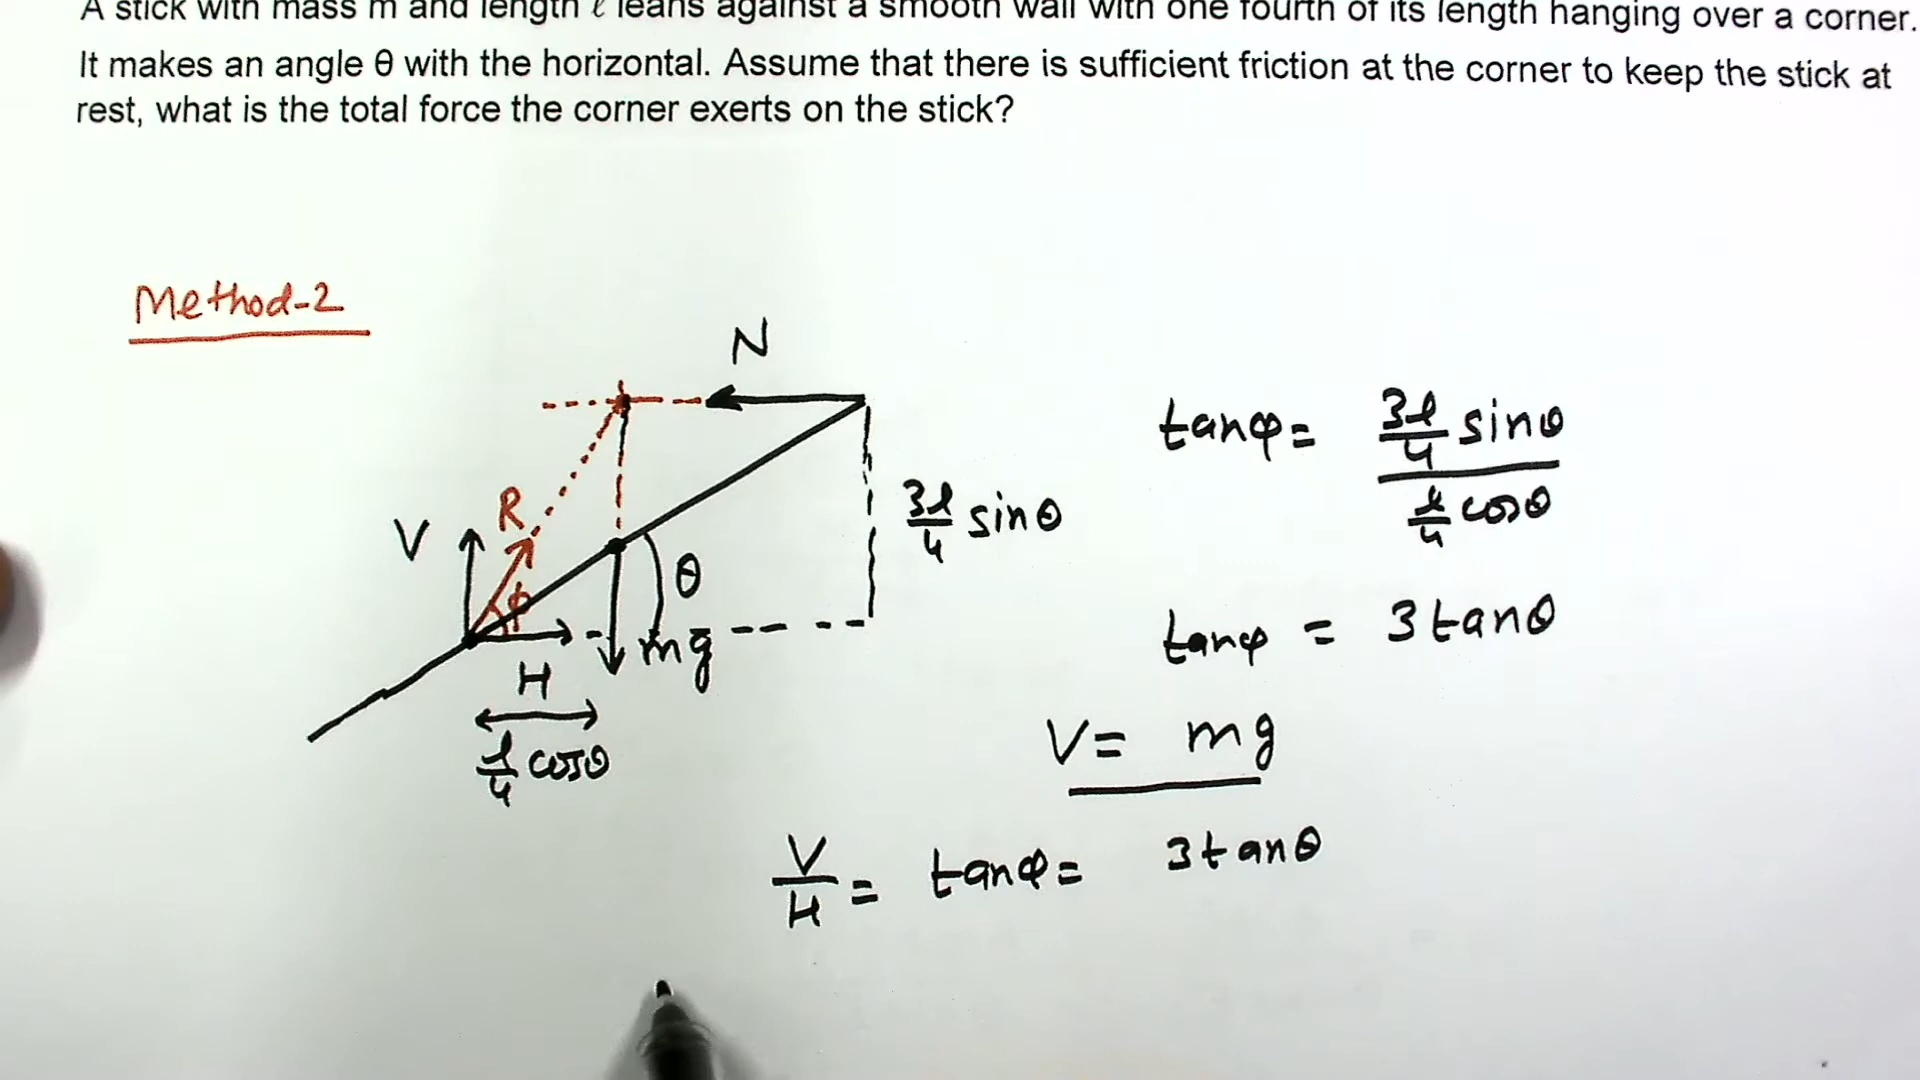 A stick with mass m and length ℓ leans against a smooth wall with one fourth of its length hanging over a corner.
It makes an angle θ with the horizontal. Assume that there is sufficient friction at the corner to keep the stick at
rest, what is the total force the corner exerts on the stick?
Method-2
N
tanφ = 3ℓ/4 sinθ / ℓ/4 cosθ
V
R
3ℓ/4 sinθ
θ
φ
tanφ = 3 tanθ
mg
H
V = mg
ℓ/4 cosθ
V/H = tanφ = 3tanθ